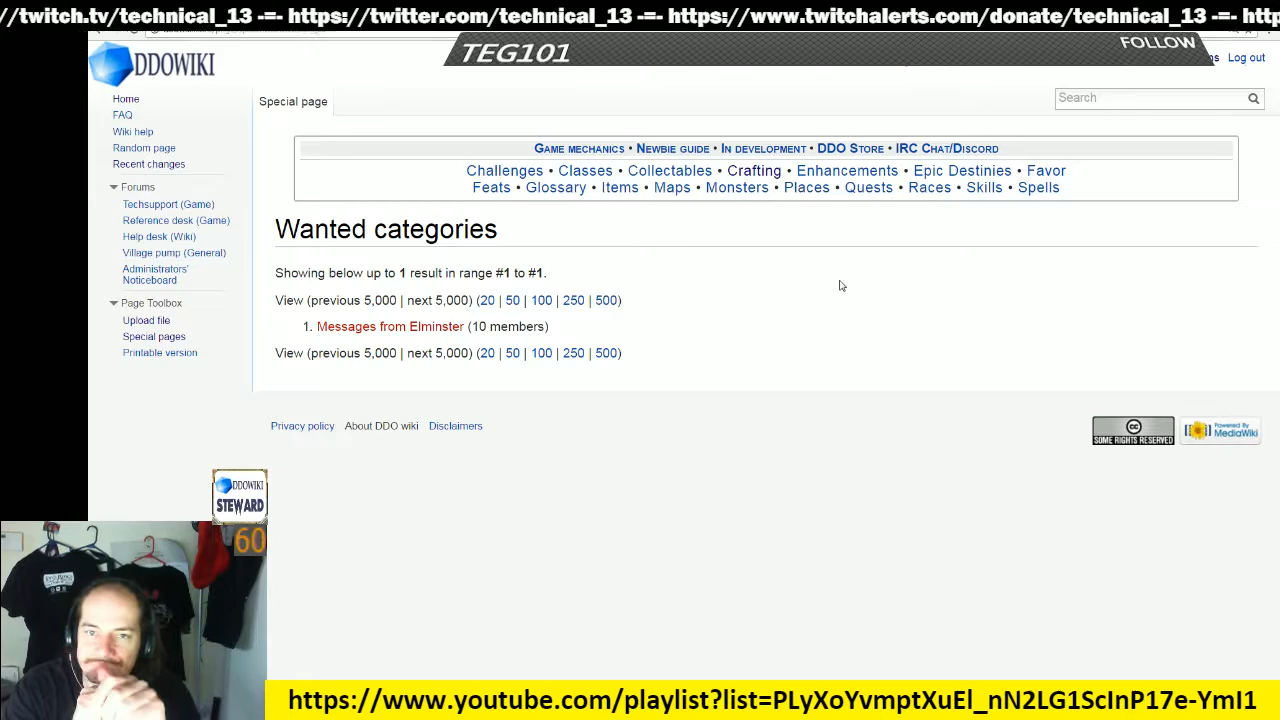 //twitch.tv/technical_13 -=- https://twitter.com/technical_13 -=- https://www.twitchalerts.com/donate/technical_13 -=- http
TEG101
FOLLOW
Log out
DDOWIKI
Home
FAQ
Wiki help
Random page
Recent changes
Forums
Techsupport (Game)
Reference desk (Game)
Help desk (Wiki)
Village pump (General)
Administrators'
Noticeboard
Page Toolbox
Upload file
Special pages
Printable version
Special page
Search
Game mechanics • Newbie guide • In development • DDO Store • IRC Chat/Discord
Challenges • Classes • Collectables • Crafting • Enhancements • Epic Destinies • Favor
Feats • Glossary • Items • Maps • Monsters • Places • Quests • Races • Skills • Spells
Wanted categories
Showing below up to 1 result in range #1 to #1.
View (previous 5,000 | next 5,000) (20 | 50 | 100 | 250 | 500)
1. Messages from Elminster (10 members)
View (previous 5,000 | next 5,000) (20 | 50 | 100 | 250 | 500)
Privacy policy About DDO wiki Disclaimers
CC
SOME RIGHTS RESERVED
Powered By
MediaWiki
DDOWIKI
STEWARD
60
https://www.youtube.com/playlist?list=PLyXoYvmptXuEl_nN2LG1ScInP17e-YmI1